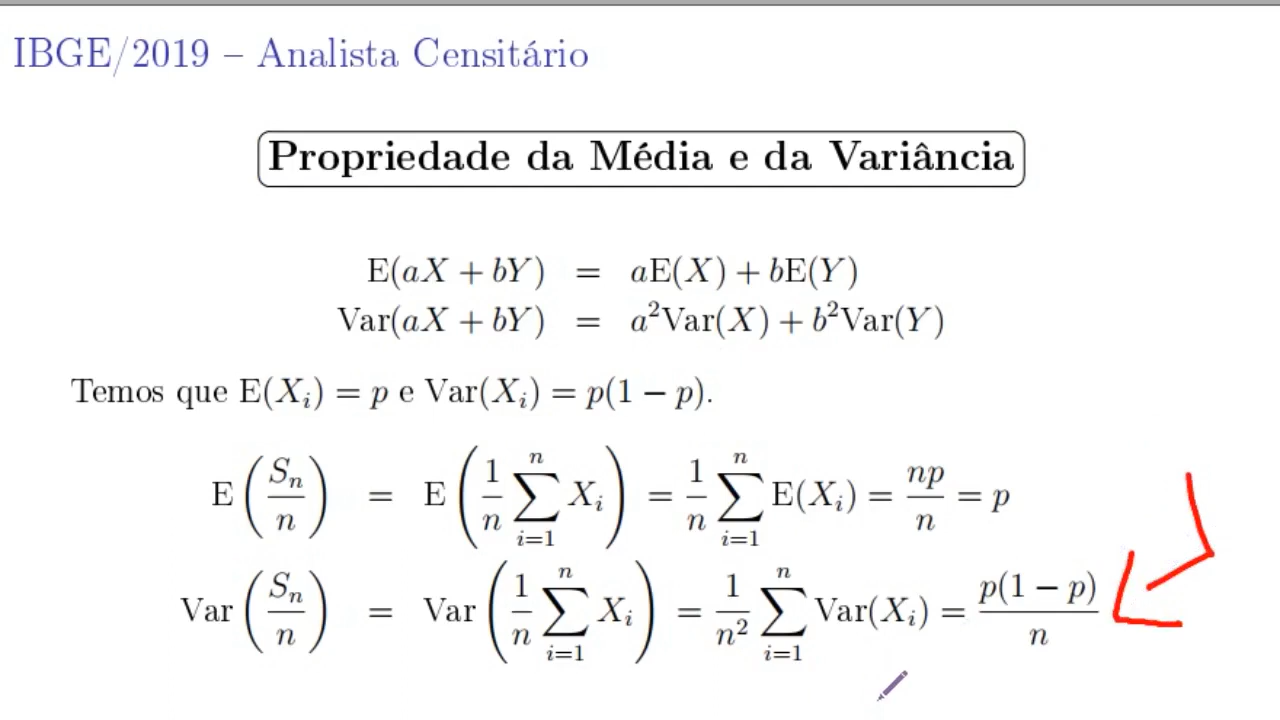 IBGE/2019 – Analista Censitário
Propriedade da Média e da Variância
E(aX + bY) = aE(X) + bE(Y)
Var(aX + bY) = a²Var(X) + b²Var(Y)
Temos que E(Xᵢ) = p e Var(Xᵢ) = p(1 − p).
E(Sₙ/n) = E(1/n ∑ᵢ₌₁ⁿ Xᵢ) = 1/n ∑ᵢ₌₁ⁿ E(Xᵢ) = np/n = p
Var(Sₙ/n) = Var(1/n ∑ᵢ₌₁ⁿ Xᵢ) = 1/n² ∑ᵢ₌₁ⁿ Var(Xᵢ) = p(1 − p)/n